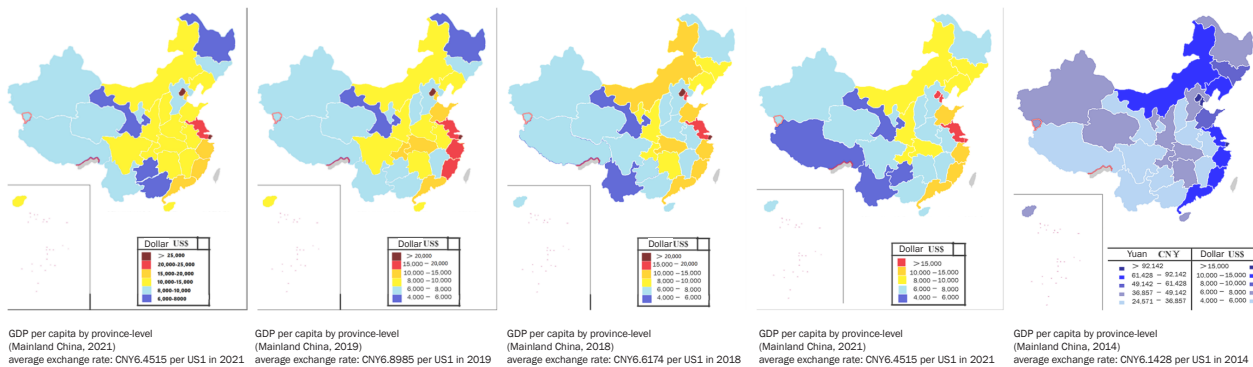 Dollar US$
> 25,000
20,000-25,000
15,000-20,000
10,000-15,000
8,000-10,000
6,000-8000
GDP per capita by province-level
(Mainland China, 2021)
average exchange rate: CNY6.4515 per US1 in 2021
Dollar US$
> 20,000
15.000 – 20,000
10.000 – 15.000
8.000 – 10.000
6.000 – 8.000
4.000 – 6.000
GDP per capita by province-level
(Mainland China, 2019)
average exchange rate: CNY6.8985 per US1 in 2019
Dollar US$
> 20,000
15.000 – 20,000
10.000 – 15.000
8.000 – 10.000
6.000 – 8.000
4.000 – 6.000
GDP per capita by province-level
(Mainland China, 2018)
average exchange rate: CNY6.6174 per US1 in 2018
Dollar US$
> 15.000
10.000 – 15.000
8.000 – 10.000
6.000 – 8.000
4.000 – 6.000
GDP per capita by province-level
(Mainland China, 2021)
average exchange rate: CNY6.4515 per US1 in 2021
Yuan CNY Dollar US$
> 92.142 > 15.000
61.428 – 92.142 10.000 – 15.000
49.142 – 61.428 8.000 – 10.000
36.857 – 49.142 6.000 – 8.000
24.571 – 36.857 4.000 – 6.000
GDP per capita by province-level
(Mainland China, 2014)
average exchange rate: CNY6.1428 per US1 in 2014